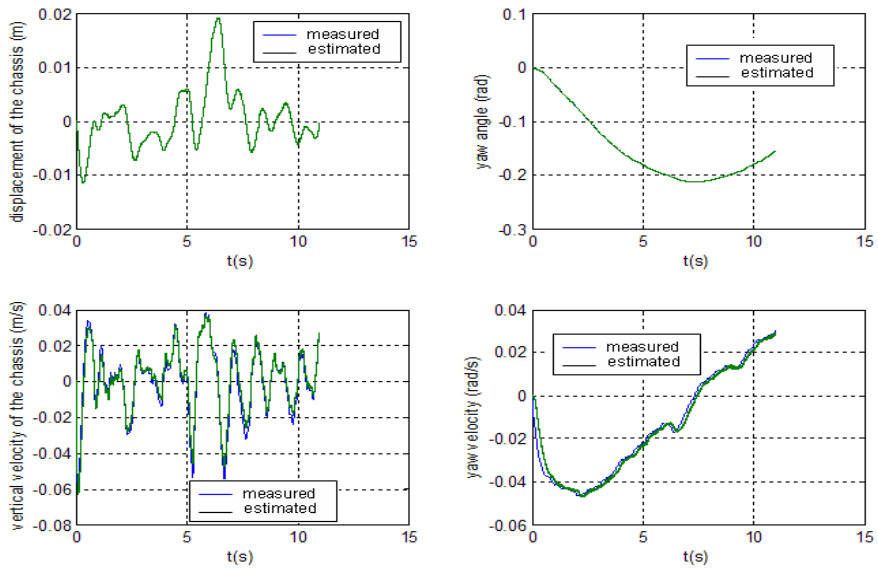 displacement of the chassis (m)
0.02
0.01
0
-0.01
-0.02
measured
estimated
0
5
10
15
t(s)
yaw angle (rad)
0.1
0
-0.1
-0.2
-0.3
measured
estimated
0
5
10
15
t(s)
vertical velocity of the chassis (m/s)
0.04
0.02
0
-0.02
-0.04
-0.06
-0.08
measured
estimated
0
5
10
15
t(s)
yaw velocity (rad/s)
0.04
0.02
0
-0.02
-0.04
-0.06
measured
estimated
0
5
10
15
t(s)